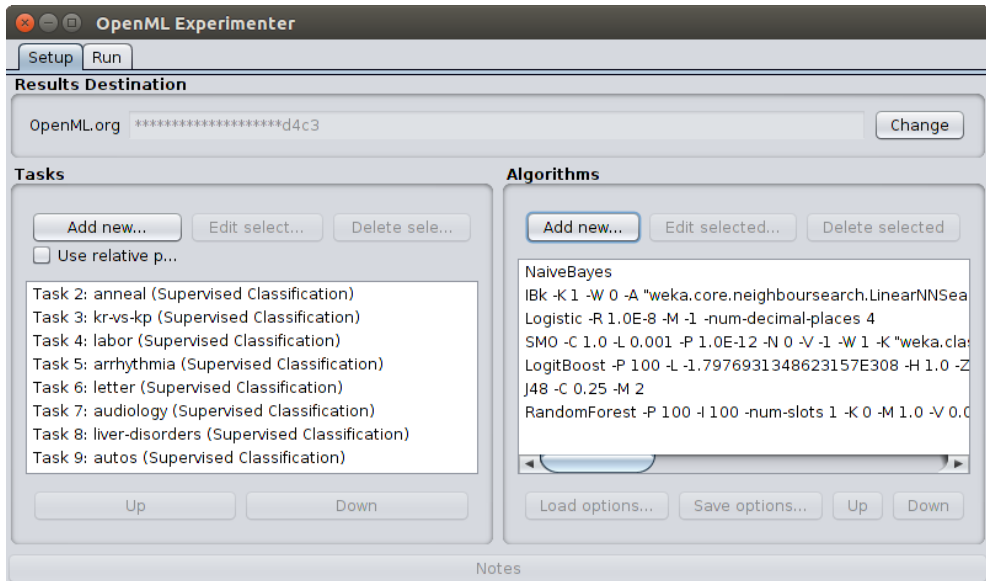 OpenML Experimenter
Setup Run
Results Destination
OpenML.org ********************d4c3 Change
Tasks
Add new... Edit select... Delete sele...
Use relative p...
Task 2: anneal (Supervised Classification)
Task 3: kr-vs-kp (Supervised Classification)
Task 4: labor (Supervised Classification)
Task 5: arrhythmia (Supervised Classification)
Task 6: letter (Supervised Classification)
Task 7: audiology (Supervised Classification)
Task 8: liver-disorders (Supervised Classification)
Task 9: autos (Supervised Classification)
Up Down
Algorithms
Add new... Edit selected... Delete selected
NaiveBayes
IBk -K 1 -W 0 -A "weka.core.neighboursearch.LinearNNSea
Logistic -R 1.0E-8 -M -1 -num-decimal-places 4
SMO -C 1.0 -L 0.001 -P 1.0E-12 -N 0 -V -1 -W 1 -K "weka.clas
LogitBoost -P 100 -L -1.7976931348623157E308 -H 1.0 -Z
J48 -C 0.25 -M 2
RandomForest -P 100 -I 100 -num-slots 1 -K 0 -M 1.0 -V 0.0
Load options... Save options... Up Down
Notes